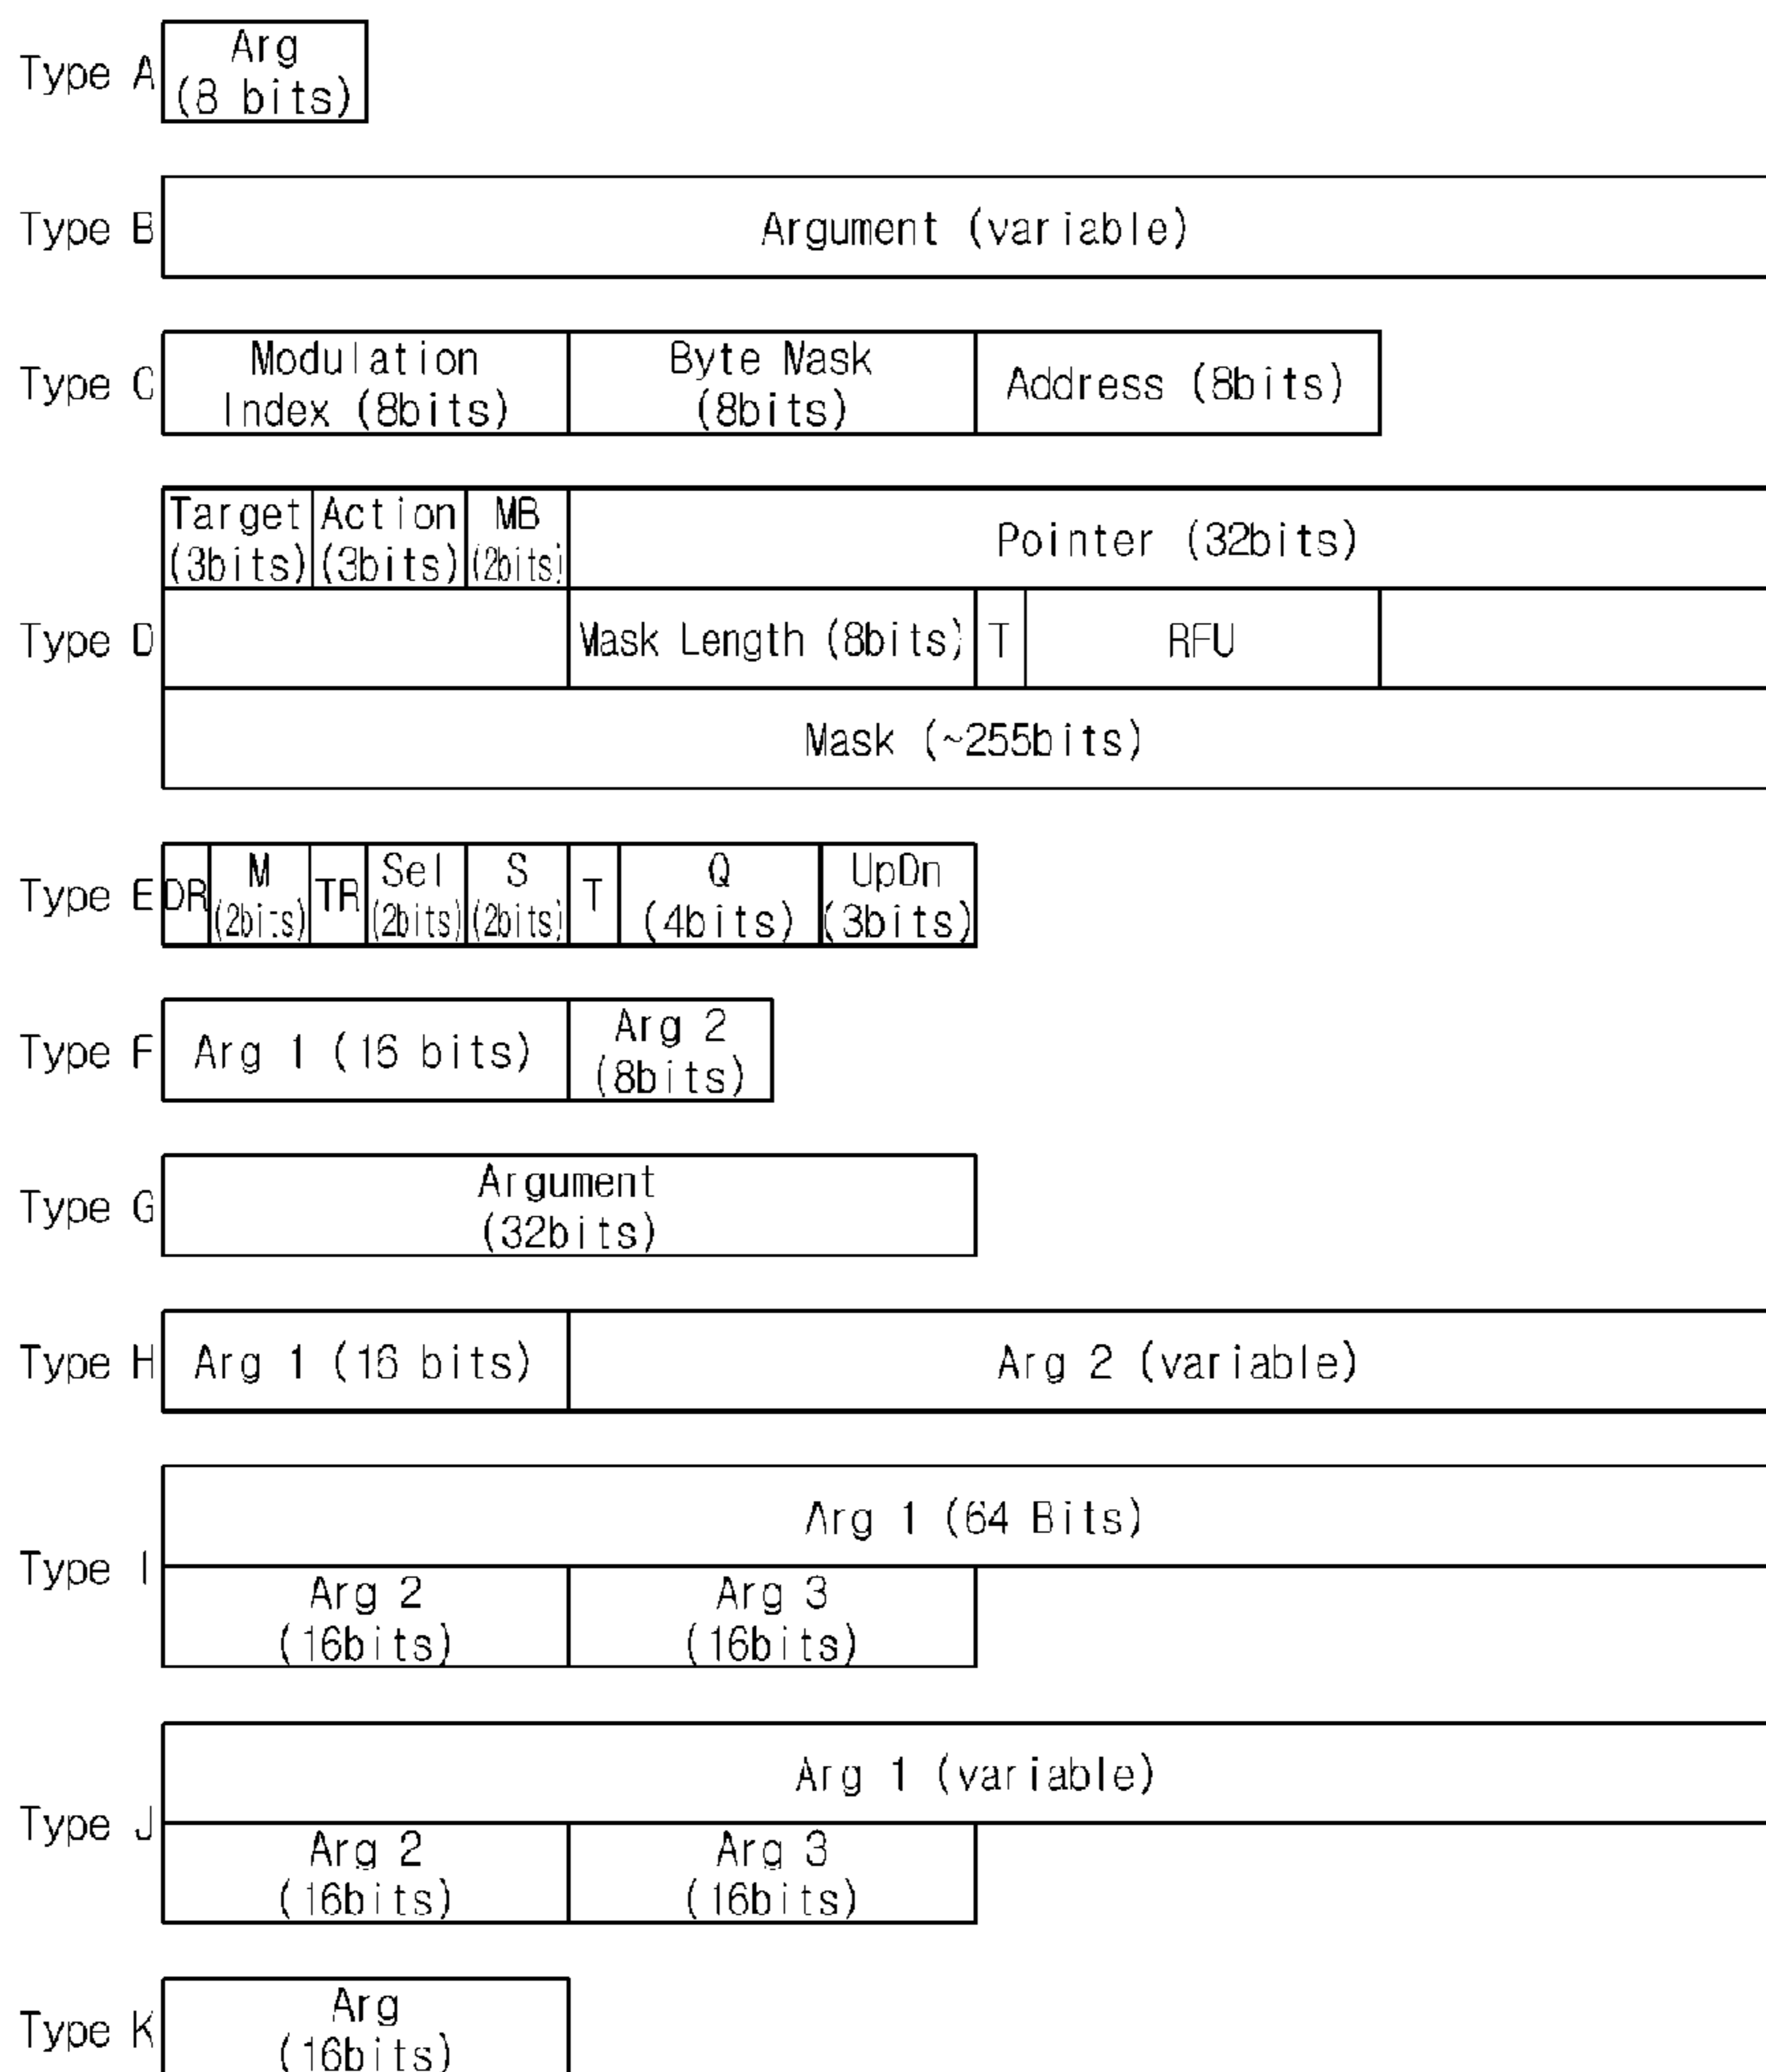 Type A
Arg
(8 bits)
Type B
Argument (variable)
Type C
Modulation
Index (8bits)
Byte Mask
(8bits)
Address (8bits)
Type D
Target
(3bits)
Action
(3bits)
MB
(2bits)
Pointer (32bits)
Mask Length (8bits)
T
RFU
Mask (~255bits)
Type E
DR
M
(2bits)
TR
Sel
(2bits)
S
(2bits)
T
Q
(4bits)
UpDn
(3bits)
Type F
Arg 1 (16 bits)
Arg 2
(8bits)
Type G
Argument
(32bits)
Type H
Arg 1 (16 bits)
Arg 2 (variable)
Type I
Arg 1 (64 Bits)
Arg 2
(16bits)
Arg 3
(16bits)
Type J
Arg 1 (variable)
Arg 2
(16bits)
Arg 3
(16bits)
Type K
Arg
(16bits)